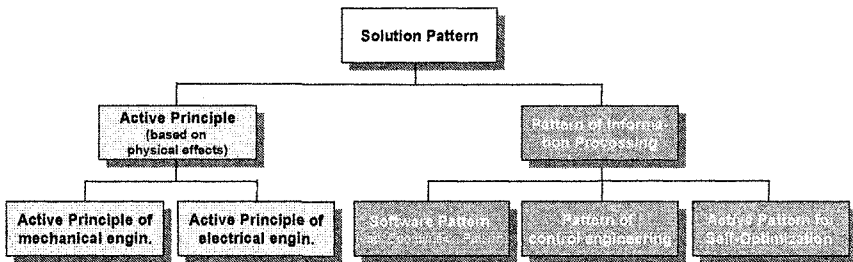 Solution Pattern
Active Principle
(based on
physical effects)
Pattern of Informa-
tion Processing
Active Principle of
mechanical engin.
Active Principle of
electrical engin.
Software Pattern
Pattern of
control engineering
Active Pattern for
Self-Optimization